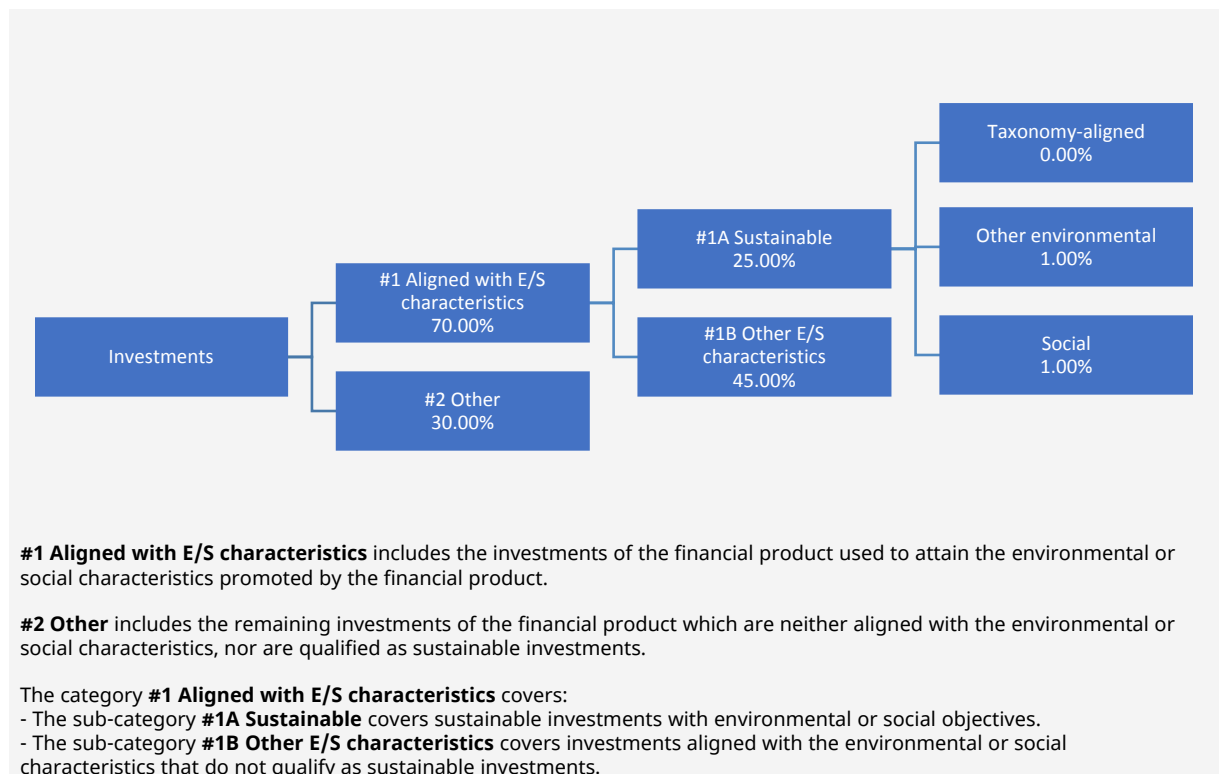 Investments
#1 Aligned with E/S
characteristics
70.00%
#2 Other
30.00%
#1A Sustainable
25.00%
#1B Other E/S
characteristics
45.00%
Taxonomy-aligned
0.00%
Other environmental
1.00%
Social
1.00%
#1 Aligned with E/S characteristics includes the investments of the financial product used to attain the environmental or
social characteristics promoted by the financial product.
#2 Other includes the remaining investments of the financial product which are neither aligned with the environmental or
social characteristics, nor are qualified as sustainable investments.
The category #1 Aligned with E/S characteristics covers:
- The sub-category #1A Sustainable covers sustainable investments with environmental or social objectives.
- The sub-category #1B Other E/S characteristics covers investments aligned with the environmental or social
characteristics that do not qualify as sustainable investments.